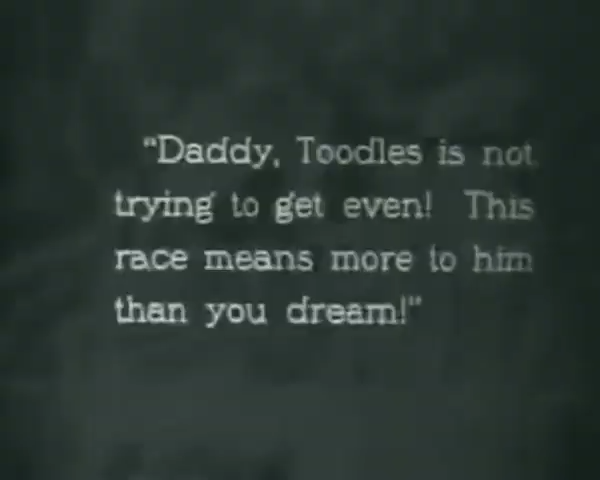 "Daddy, Toodles is not
trying to get even! This
race means more to him
than you dream!"